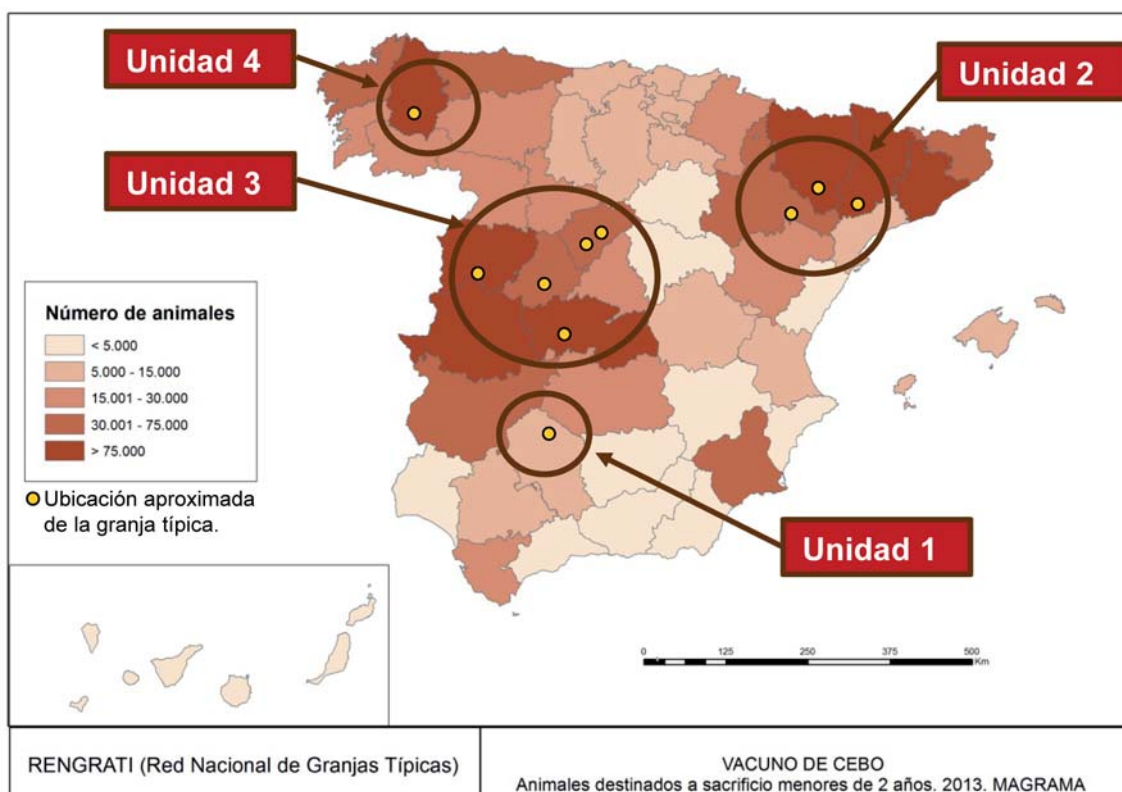 Unidad 4
Unidad 2
Unidad 3
Número de animales
< 5.000
5.000 - 15.000
15.001 - 30.000
30.001 - 75.000
> 75.000
Ubicación aproximada
de la granja típica.
Unidad 1
0 125 250 375 500
Km
RENGRATI (Red Nacional de Granjas Típicas)
VACUNO DE CEBO
Animales destinados a sacrificio menores de 2 años. 2013. MAGRAMA